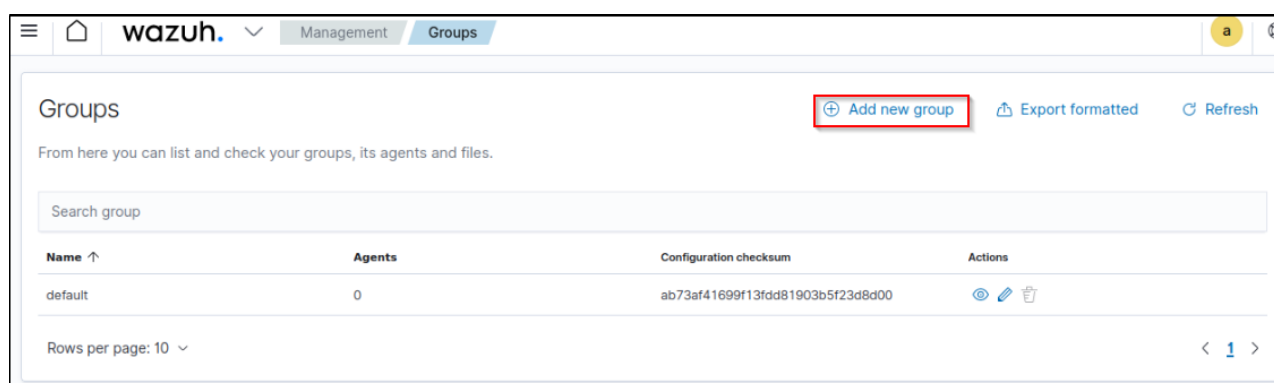 wazuh. Management Groups a
Groups Add new group Export formatted Refresh
From here you can list and check your groups, its agents and files.
Search group
Name Agents Configuration checksum Actions
default 0 ab73af41699f13fdd81903b5f23d8d00
Rows per page: 10 1